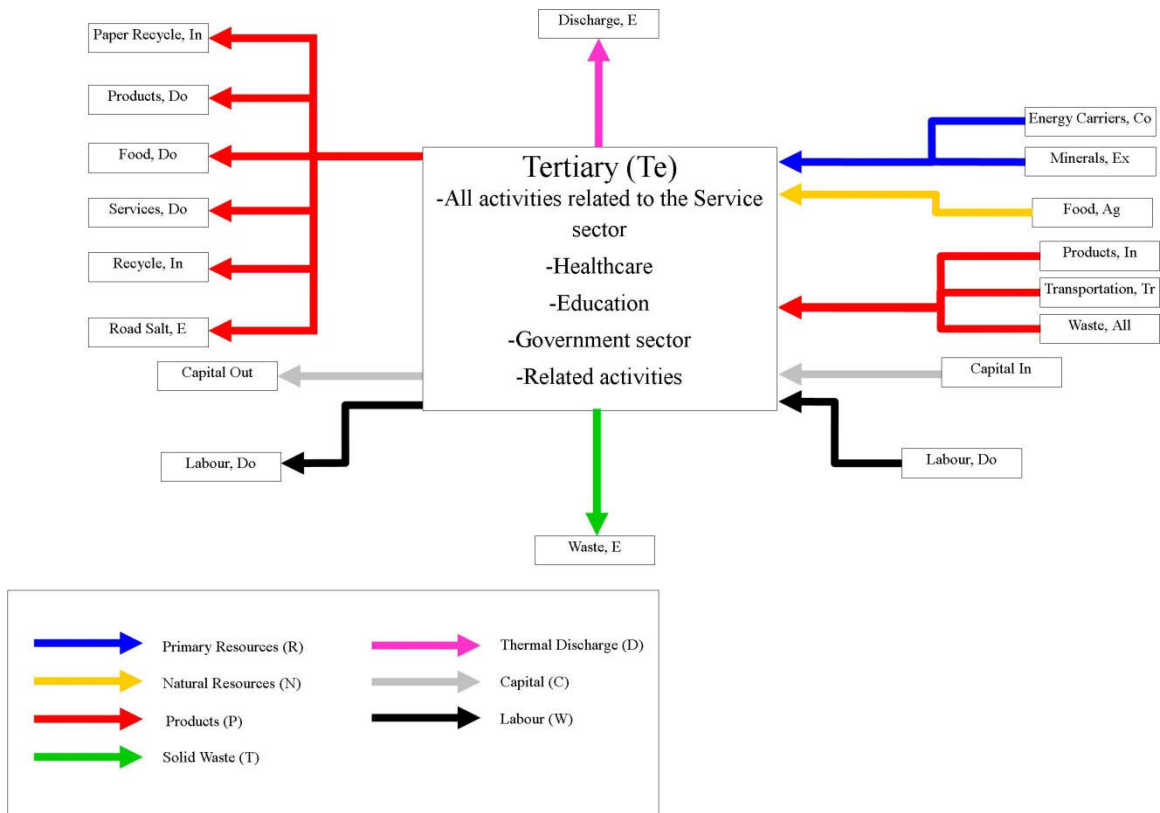 Discharge, E
Paper Recycle, In
Products, Do
Food, Do
Services, Do
Recycle, In
Road Salt, E
Capital Out
Labour, Do
Tertiary (Te)
-All activities related to the Service
sector
-Healthcare
-Education
-Government sector
-Related activities
Energy Carriers, Co
Minerals, Ex
Food, Ag
Products, In
Transportation, Tr
Waste, All
Capital In
Labour, Do
Waste, E
Primary Resources (R)
Natural Resources (N)
Products (P)
Solid Waste (T)
Thermal Discharge (D)
Capital (C)
Labour (W)